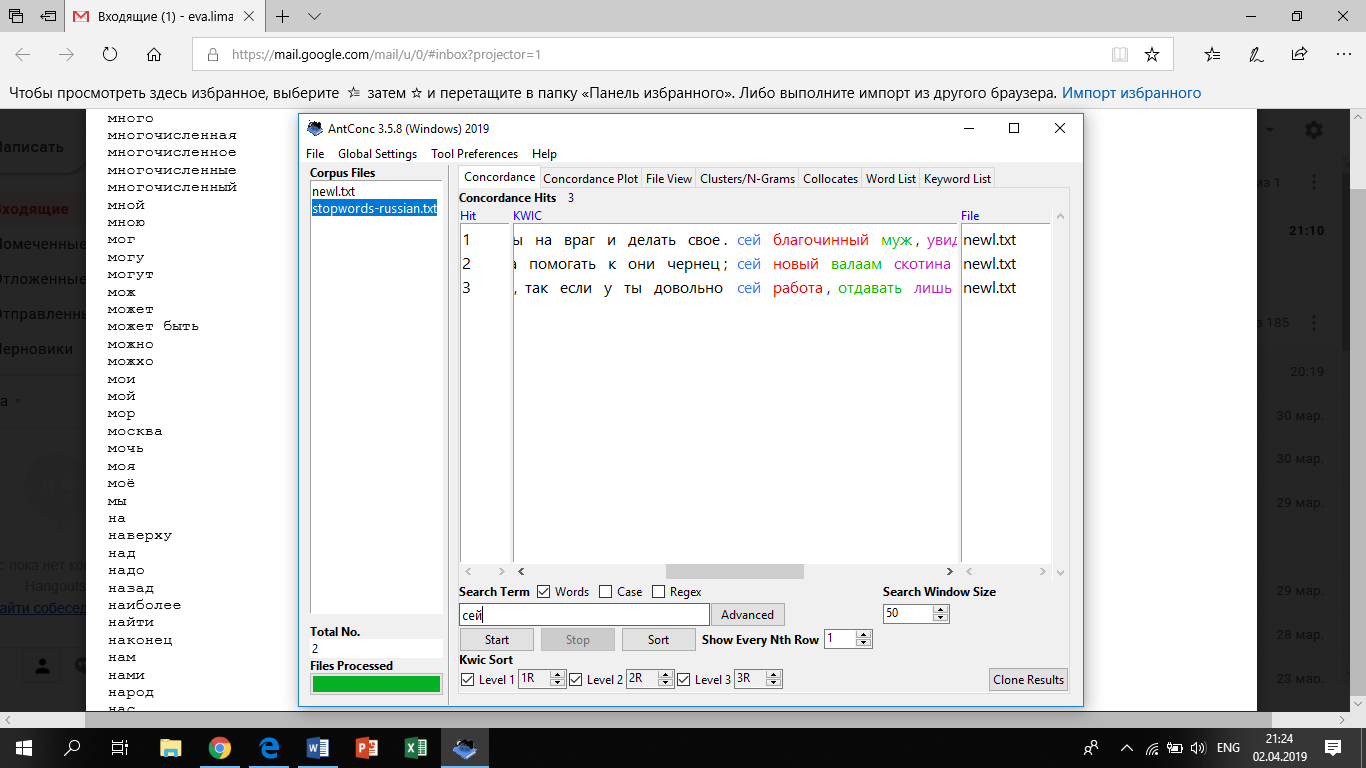 Входящие (1) - eva.lima
https://mail.google.com/mail/u/0/#inbox?projector=1
Чтобы просмотреть здесь избранное, выберите затем и перетащите в папку «Панель избранного». Либо выполните импорт из другого браузера. Импорт избранного
много
многочисленная
многочисленное
многочисленные
многочисленный
мной
мною
мог
могу
могут
мож
может
может быть
можно
можхо
мои
мой
мор
москва
мочь
моя
моё
мы
на
наверху
над
надо
назад
наиболее
найти
наконец
нам
нами
народ
нас
AntConc 3.5.8 (Windows) 2019
File Global Settings Tool Preferences Help
Corpus Files
newl.txt
stopwords-russian.txt
Total No.
2
Files Processed
Concordance Concordance Plot File View Clusters/N-Grams Collocates Word List Keyword List
Concordance Hits 3
Hit KWIC File
1 ы на враг и делать свое. сей благочинный муж, увид newl.txt
2 помогать к они чернец; сей новый валаам скотина newl.txt
3 , так если у ты довольно сей работа, отдавать лишь newl.txt
Search Term Words Case Regex Search Window Size
сей Advanced 50
Start Stop Sort Show Every Nth Row 1
Kwic Sort
Level 1 1R Level 2 2R Level 3 3R Clone Results
аписать
ходящие
Помеченные
Отложенные
Отправленны
Черновики
а
с пока нет ко
Hangouts
айти собесед
из 1
21:10
из 185
20:19
30 мар.
30 мар.
29 мар.
29 мар.
28 мар.
23 мар.
ENG
21:24
02.04.2019